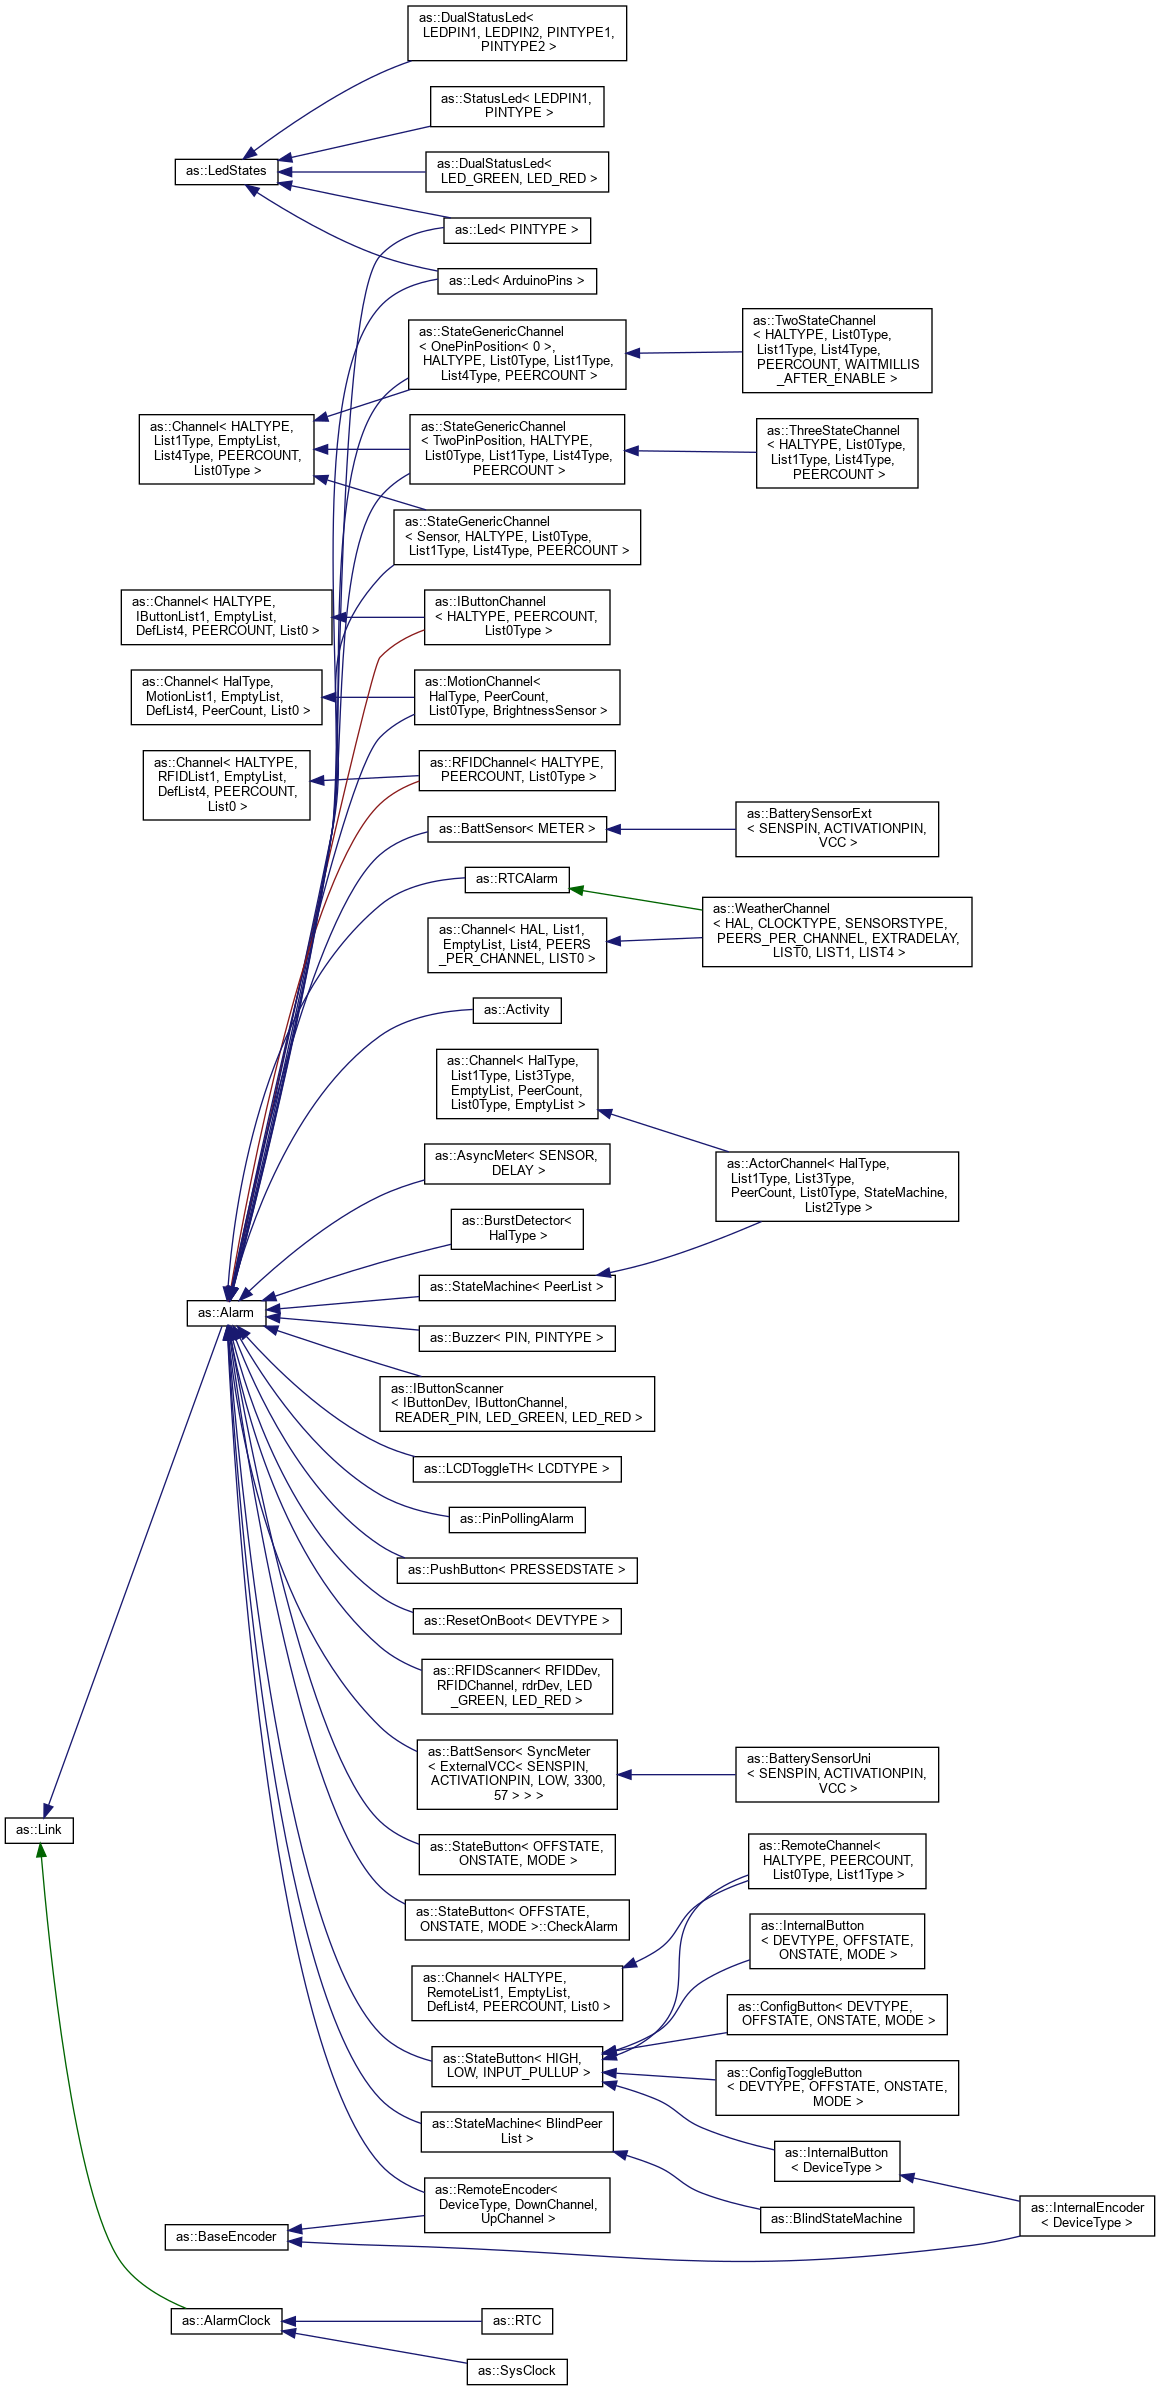 as::DualStatusLed<
LEDPIN1, LEDPIN2, PINTYPE1,
PINTYPE2 >
as::StatusLed< LEDPIN1,
PINTYPE >
as::LedStates
as::DualStatusLed<
LED_GREEN, LED_RED >
as::Led< PINTYPE >
as::Led< ArduinoPins >
as::StateGenericChannel
< OnePinPosition< 0 >,
HALTYPE, List0Type, List1Type,
List4Type, PEERCOUNT >
as::TwoStateChannel
< HALTYPE, List0Type,
List1Type, List4Type,
PEERCOUNT, WAITMILLIS
_AFTER_ENABLE >
as::Channel< HALTYPE,
List1Type, EmptyList,
List4Type, PEERCOUNT,
List0Type >
as::StateGenericChannel
< TwoPinPosition, HALTYPE,
List0Type, List1Type, List4Type,
PEERCOUNT >
as::ThreeStateChannel
< HALTYPE, List0Type,
List1Type, List4Type,
PEERCOUNT >
as::StateGenericChannel
< Sensor, HALTYPE, List0Type,
List1Type, List4Type, PEERCOUNT >
as::Channel< HALTYPE,
IButtonList1, EmptyList,
DefList4, PEERCOUNT, List0 >
as::IButtonChannel
< HALTYPE, PEERCOUNT,
List0Type >
as::Channel< HalType,
MotionList1, EmptyList,
DefList4, PeerCount, List0 >
as::MotionChannel<
HalType, PeerCount,
List0Type, BrightnessSensor >
as::Channel< HALTYPE,
RFIDList1, EmptyList,
DefList4, PEERCOUNT,
List0 >
as::RFIDChannel< HALTYPE,
PEERCOUNT, List0Type >
as::BattSensor< METER >
as::BatterySensorExt
< SENSPIN, ACTIVATIONPIN,
VCC >
as::RTCAlarm
as::WeatherChannel
< HAL, CLOCKTYPE, SENSORSTYPE,
PEERS_PER_CHANNEL, EXTRADELAY,
LIST0, LIST1, LIST4 >
as::Channel< HAL, List1,
EmptyList, List4, PEERS
_PER_CHANNEL, LIST0 >
as::Activity
as::Channel< HalType,
List1Type, List3Type,
EmptyList, PeerCount,
List0Type, EmptyList >
as::AsyncMeter< SENSOR,
DELAY >
as::ActorChannel< HalType,
List1Type, List3Type,
PeerCount, List0Type, StateMachine,
List2Type >
as::BurstDetector<
HalType >
as::StateMachine< PeerList >
as::Alarm
as::Buzzer< PIN, PINTYPE >
as::IButtonScanner
< IButtonDev, IButtonChannel,
READER_PIN, LED_GREEN, LED_RED >
as::LCDToggleTH< LCDTYPE >
as::PinPollingAlarm
as::PushButton< PRESSEDSTATE >
as::ResetOnBoot< DEVTYPE >
as::RFIDScanner< RFIDDev,
RFIDChannel, rdrDev, LED
_GREEN, LED_RED >
as::BattSensor< SyncMeter
< ExternalVCC< SENSPIN,
ACTIVATIONPIN, LOW, 3300,
57 > > >
as::BatterySensorUni
< SENSPIN, ACTIVATIONPIN,
VCC >
as::Link
as::StateButton< OFFSTATE,
ONSTATE, MODE >
as::RemoteChannel<
HALTYPE, PEERCOUNT,
List0Type, List1Type >
as::StateButton< OFFSTATE,
ONSTATE, MODE >::CheckAlarm
as::InternalButton
< DEVTYPE, OFFSTATE,
ONSTATE, MODE >
as::Channel< HALTYPE,
RemoteList1, EmptyList,
DefList4, PEERCOUNT, List0 >
as::ConfigButton< DEVTYPE,
OFFSTATE, ONSTATE, MODE >
as::StateButton< HIGH,
LOW, INPUT_PULLUP >
as::ConfigToggleButton
< DEVTYPE, OFFSTATE, ONSTATE,
MODE >
as::StateMachine< BlindPeer
List >
as::InternalButton
< DeviceType >
as::RemoteEncoder<
DeviceType, DownChannel,
UpChannel >
as::BlindStateMachine
as::InternalEncoder
< DeviceType >
as::BaseEncoder
as::AlarmClock
as::RTC
as::SysClock